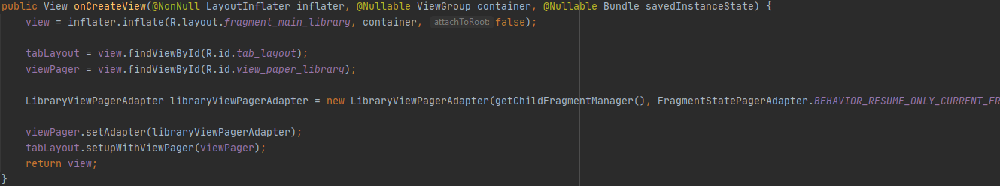 public View onCreateView(@NonNull LayoutInflater inflater, @Nullable ViewGroup container, @Nullable Bundle savedInstanceState) {
view = inflater.inflate(R.layout.fragment_main_library, container, attachToRoot: false);
tabLayout = view.findViewById(R.id.tab_layout);
viewPager = view.findViewById(R.id.view_paper_library);
LibraryViewPagerAdapter libraryViewPagerAdapter = new LibraryViewPagerAdapter(getChildFragmentManager(), FragmentStatePagerAdapter.BEHAVIOR_RESUME_ONLY_CURRENT_FR
viewPager.setAdapter(libraryViewPagerAdapter);
tabLayout.setupWithViewPager(viewPager);
return view;
}